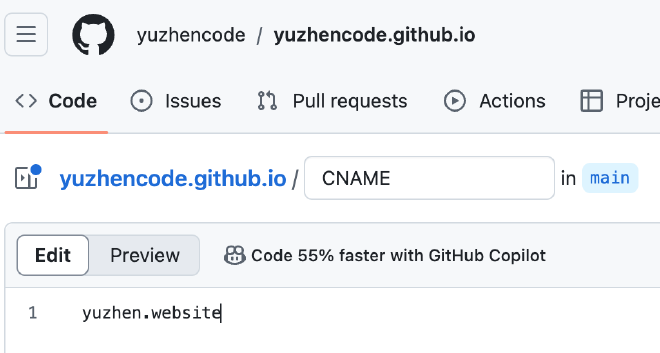 yuzhencode / yuzhencode.github.io
Code Issues Pull requests Actions Proje
yuzhencode.github.io / CNAME in main
Edit Preview Code 55% faster with GitHub Copilot
1 yuzhen.website